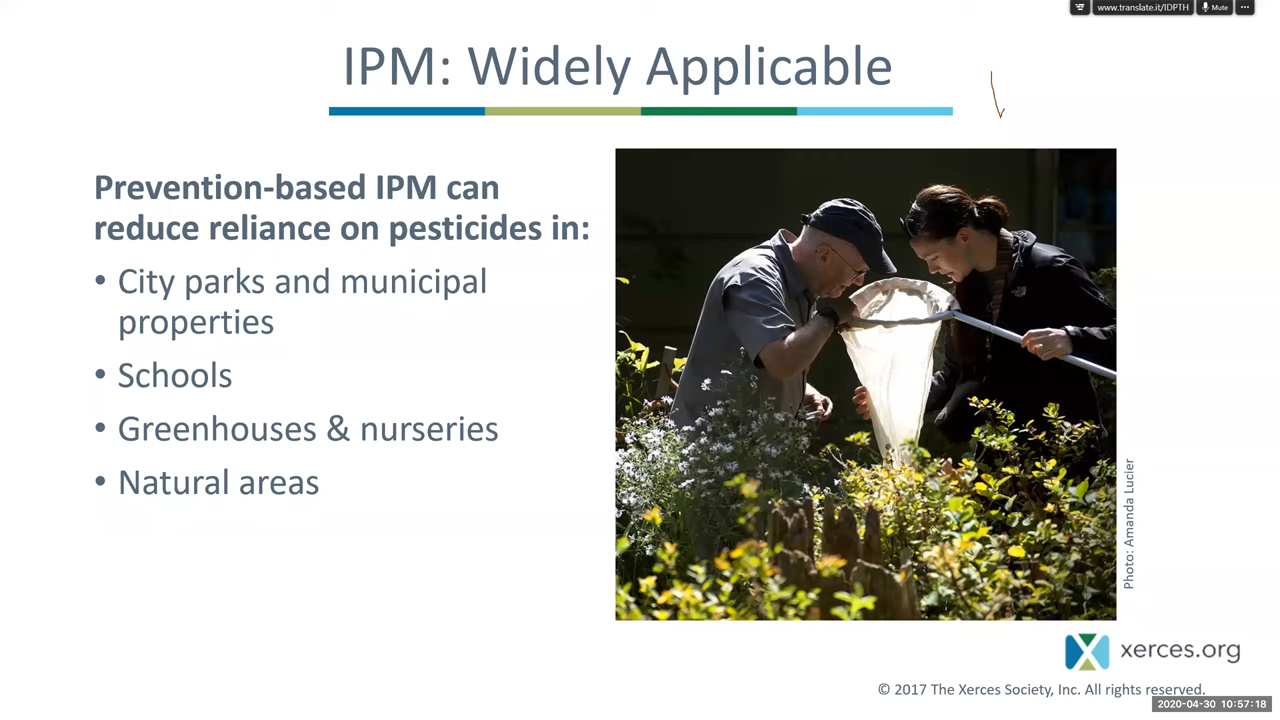 www.translate.it/IDPTH
Mute
IPM: Widely Applicable
Prevention-based IPM can
reduce reliance on pesticides in:
• City parks and municipal
properties
• Schools
• Greenhouses & nurseries
• Natural areas
Photo: Amanda Lucier
xerces.org
© 2017 The Xerces Society, Inc. All rights reserved.
2020-04-30 10:57:18